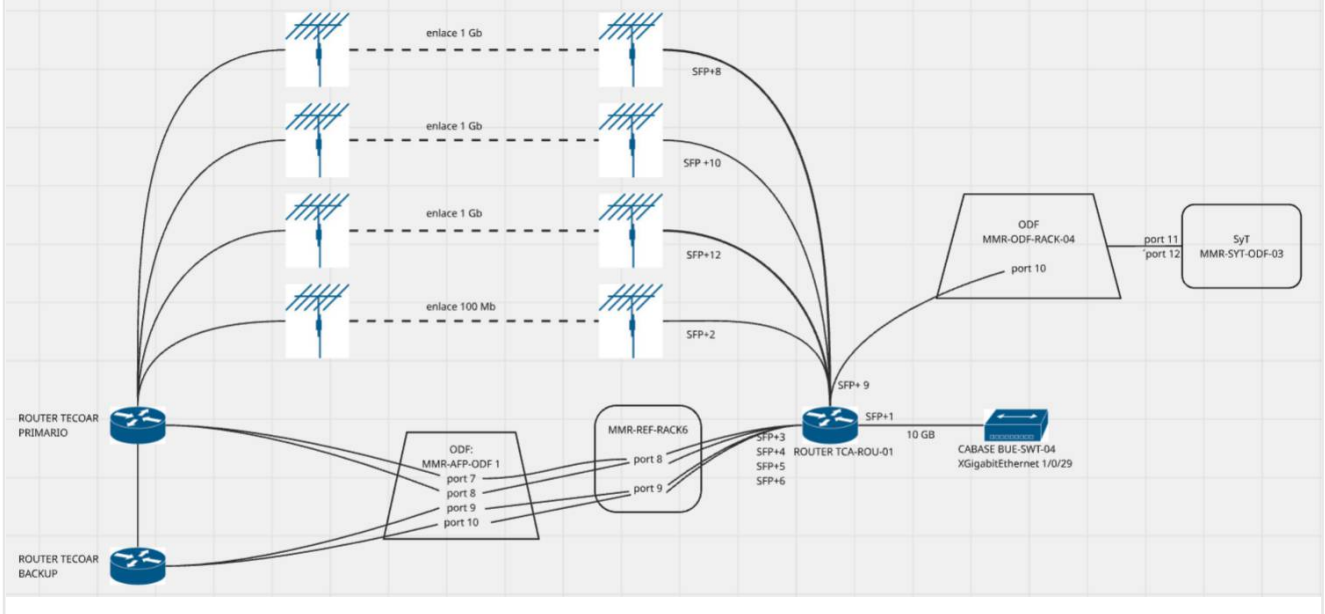 enlace 1 Gb
SFP+8
enlace 1 Gb
SFP +10
enlace 1 Gb
SFP+12
enlace 100 Mb
SFP+2
ODF
MMR-ODF-RACK-04
port 10
port 11
´port 12
SyT
MMR-SYT-ODF-03
SFP+ 9
SFP+1
10 GB
ROUTER TECOAR
PRIMARIO
ODF:
MMR-AFP-ODF 1
port 7
port 8
port 9
port 10
MMR-REF-RACK6
port 8
port 9
SFP+3
SFP+4
SFP+5
SFP+6
ROUTER TCA-ROU-01
CABASE BUE-SWT-04
XGigabitEthernet 1/0/29
ROUTER TECOAR
BACKUP